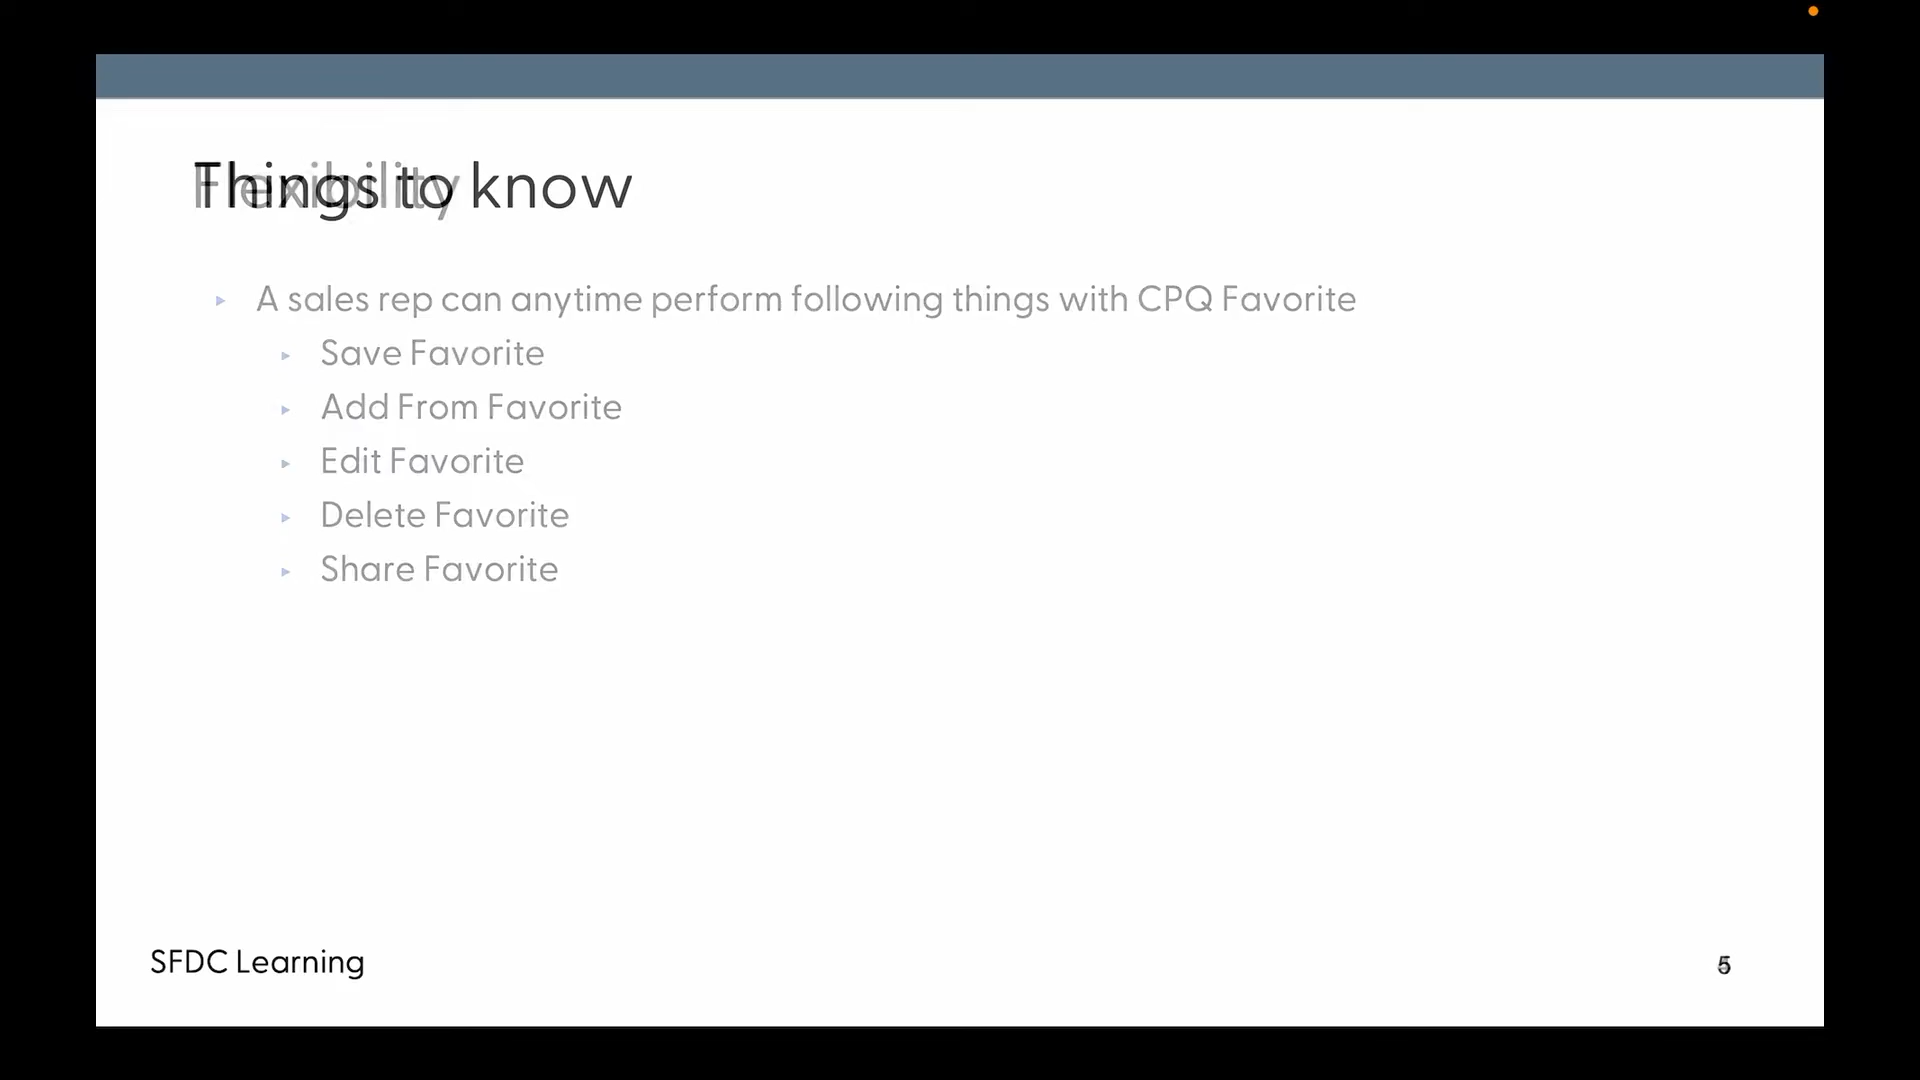 Things to know
Flexibility
A sales rep can anytime perform following things with CPQ Favorite
Save Favorite
Add From Favorite
Edit Favorite
Delete Favorite
Share Favorite
SFDC Learning
5